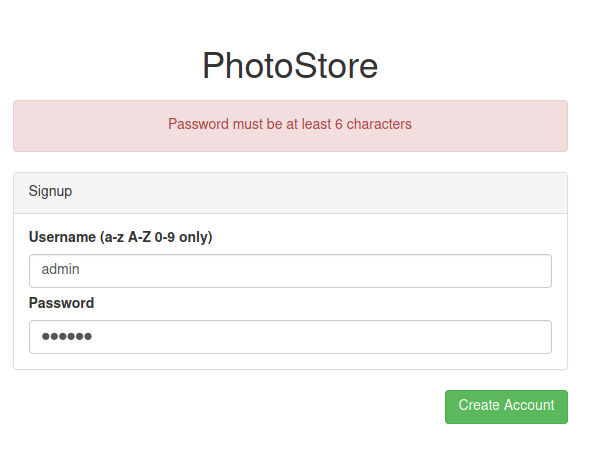 PhotoStore
Password must be at least 6 characters
Signup
Username (a-z A-Z 0-9 only)
admin
Password
●●●●●●
Create Account